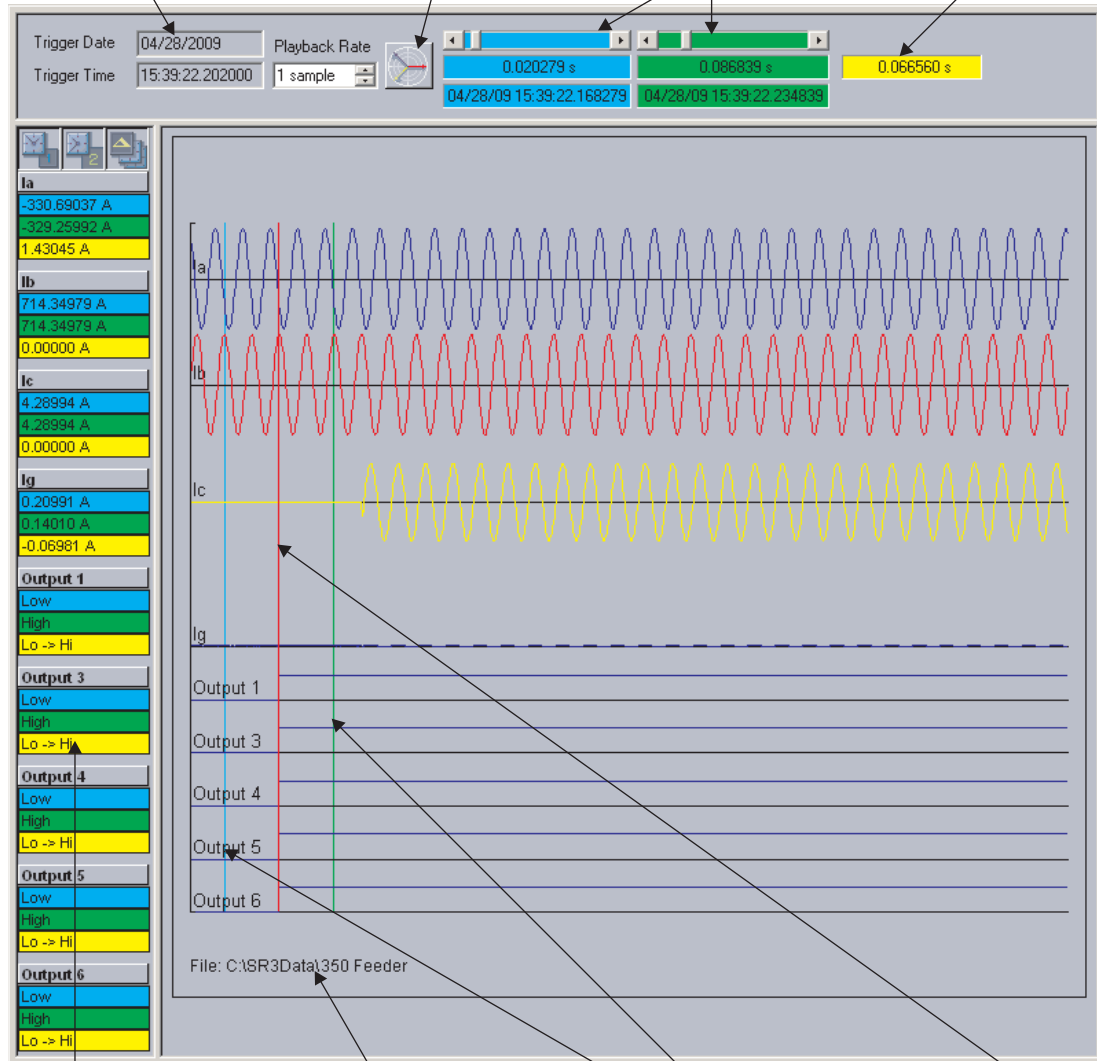 Trigger Date 04/28/2009 Playback Rate
Trigger Time 15:39:22.202000 1 sample
0.020279 s 0.086839 s 0.066560 s
04/28/09 15:39:22.168279 04/28/09 15:39:22.234839
1 2
Ia
-330.69037 A
-329.25992 A
1.43045 A
Ib
714.34979 A
714.34979 A
0.00000 A
Ic
4.28994 A
4.28994 A
0.00000 A
Ig
0.20991 A
0.14010 A
-0.06981 A
Output 1
Low
High
Lo -> Hi
Output 3
Low
High
Lo -> Hi
Output 4
Low
High
Lo -> Hi
Output 5
Low
High
Lo -> Hi
Output 6
Low
High
Lo -> Hi
Ia
Ib
Ic
Ig
Output 1
Output 3
Output 4
Output 5
Output 6
File: C:\SR3Data\350 Feeder